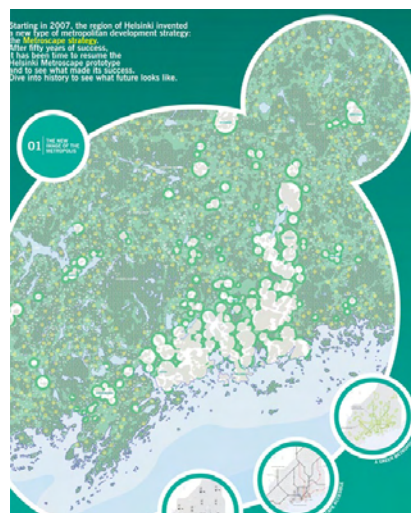 Starting in 2007, the region of Helsinki invented
a new type of metropolitan development strategy:
the Metroscape strategy.
After fifty years of success,
it has been time to resume the
Helsinki Metroscape prototype
and to see what made its success.
Dive into history to see what future looks like.
01
THE NEW
IMAGE OF THE
METROPOLIS